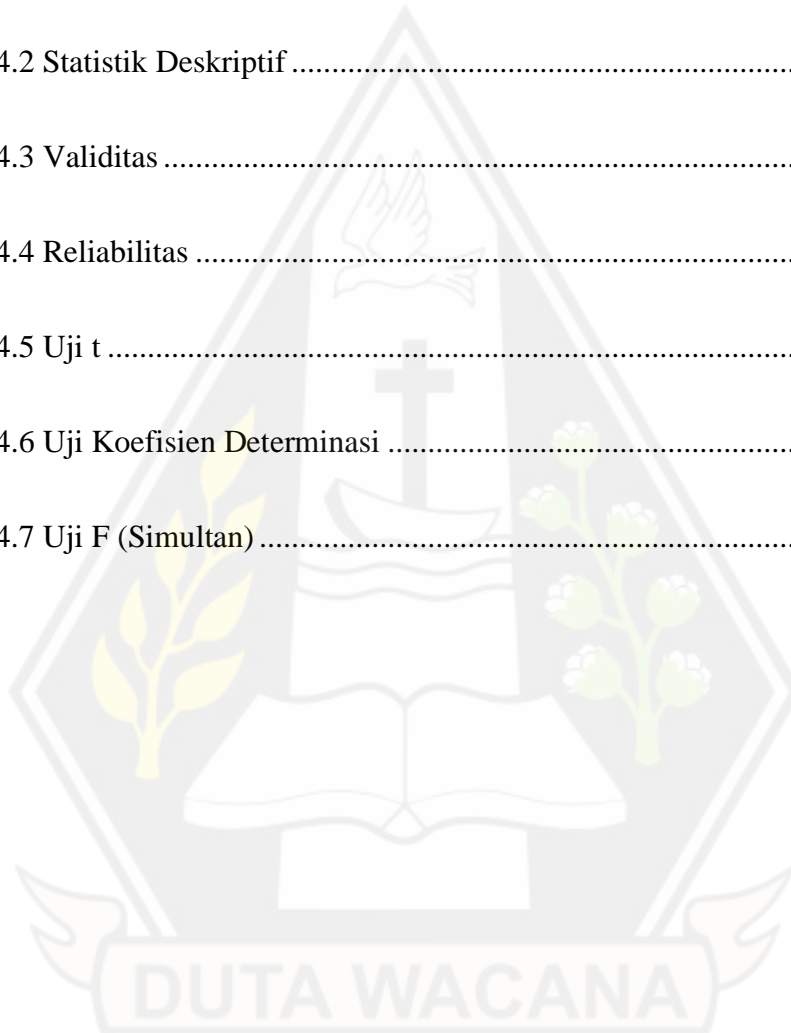 4.2 Statistik Deskriptif ................................................................
4.3 Validitas ................................................................
4.4 Reliabilitas ................................................................
4.5 Uji t ................................................................
4.6 Uji Koefisien Determinasi ................................................................
4.7 Uji F (Simultan) ................................................................
DUTA WACANA